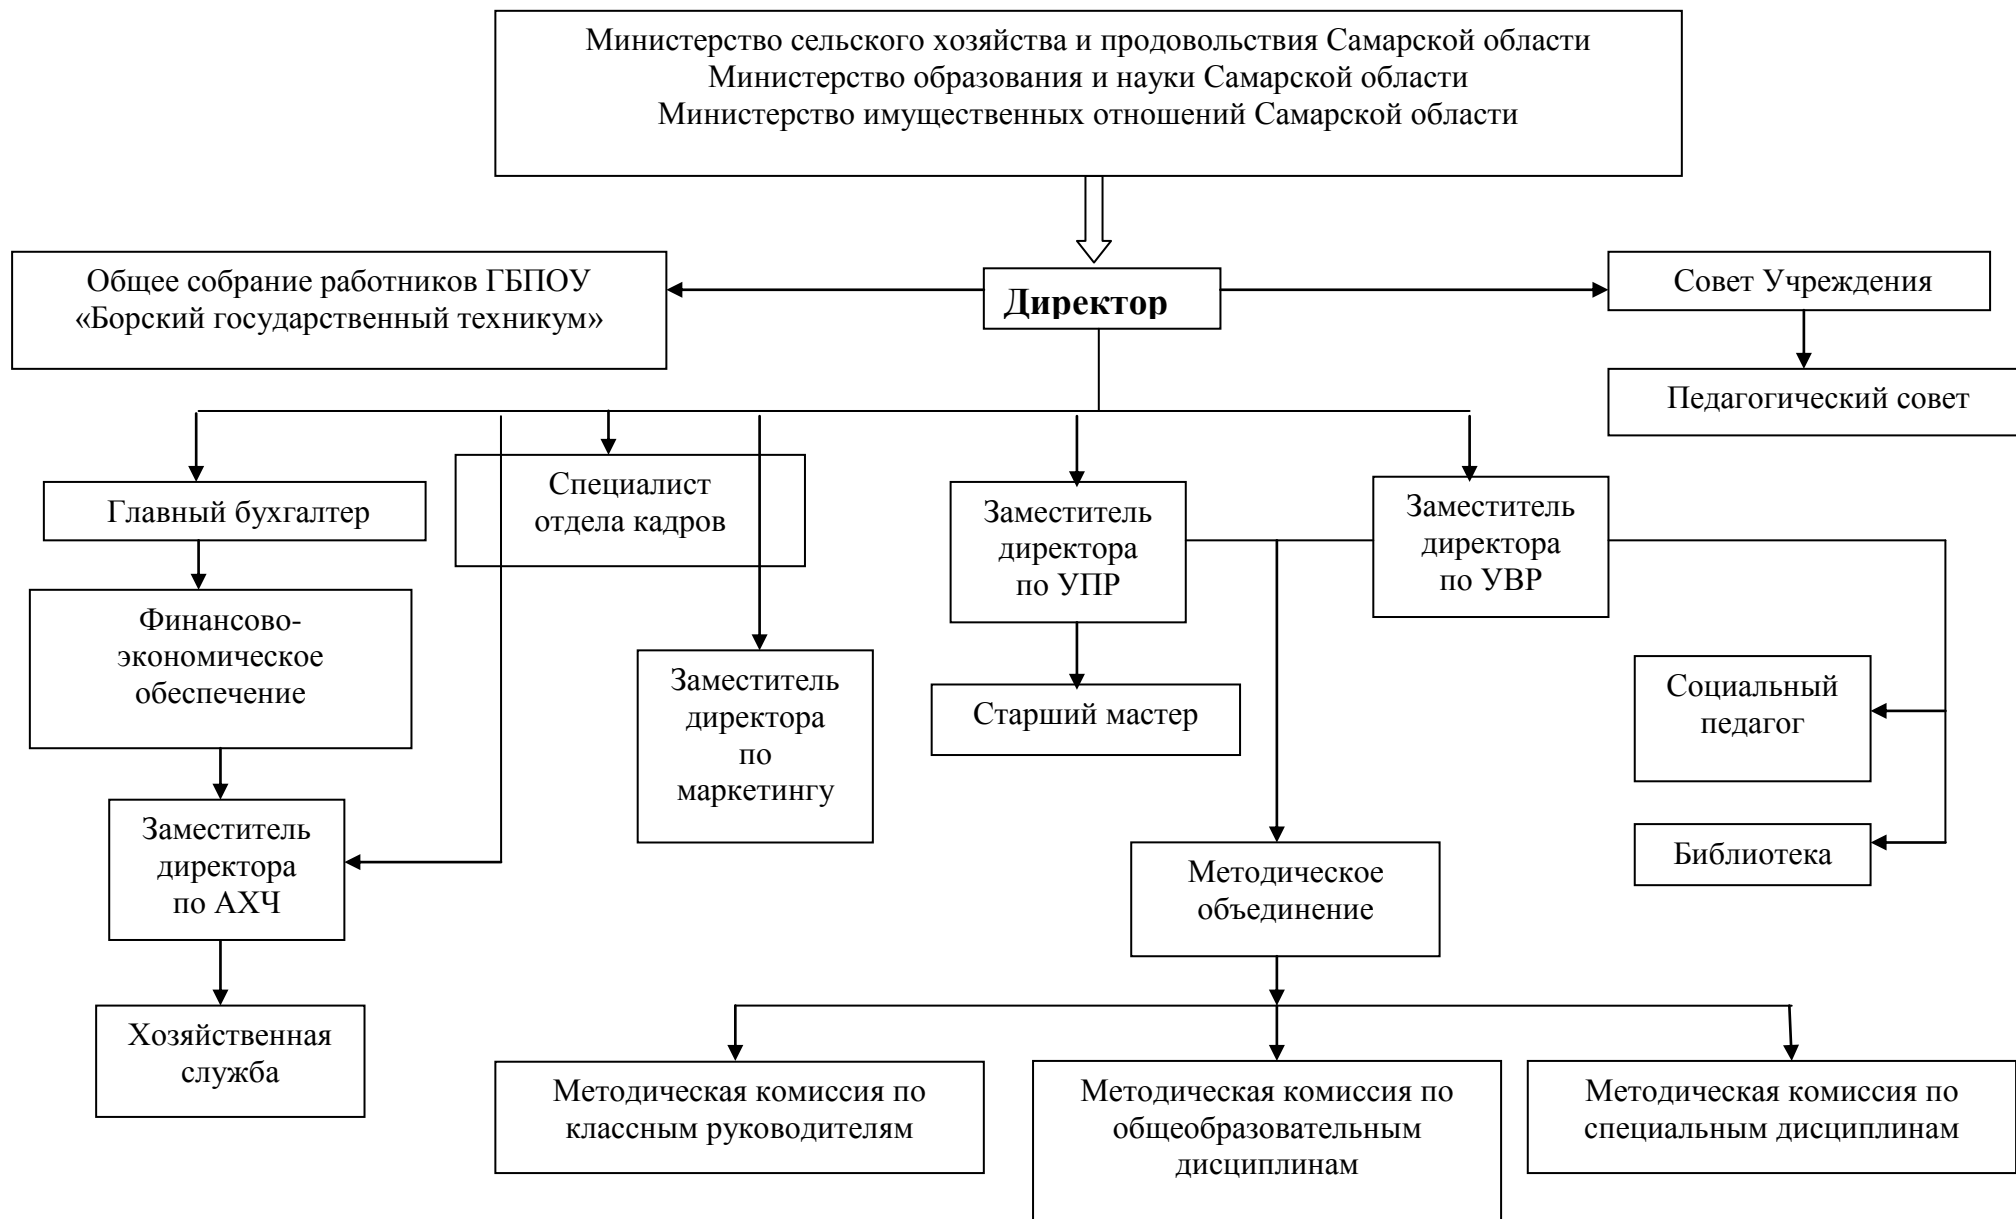 Министерство сельского хозяйства и продовольствия Самарской области
Министерство образования и науки Самарской области
Министерство имущественных отношений Самарской области
Общее собрание работников ГБПОУ
«Борский государственный техникум»
Директор
Совет Учреждения
Педагогический совет
Главный бухгалтер
Специалист
отдела кадров
Заместитель
директора
по УПР
Заместитель
директора
по УВР
Финансово-
экономическое
обеспечение
Заместитель
директора
по
маркетингу
Старший мастер
Социальный
педагог
Заместитель
директора
по АХЧ
Методическое
объединение
Библиотека
Хозяйственная
служба
Методическая комиссия по
классным руководителям
Методическая комиссия по
общеобразовательным
дисциплинам
Методическая комиссия по
специальным дисциплинам